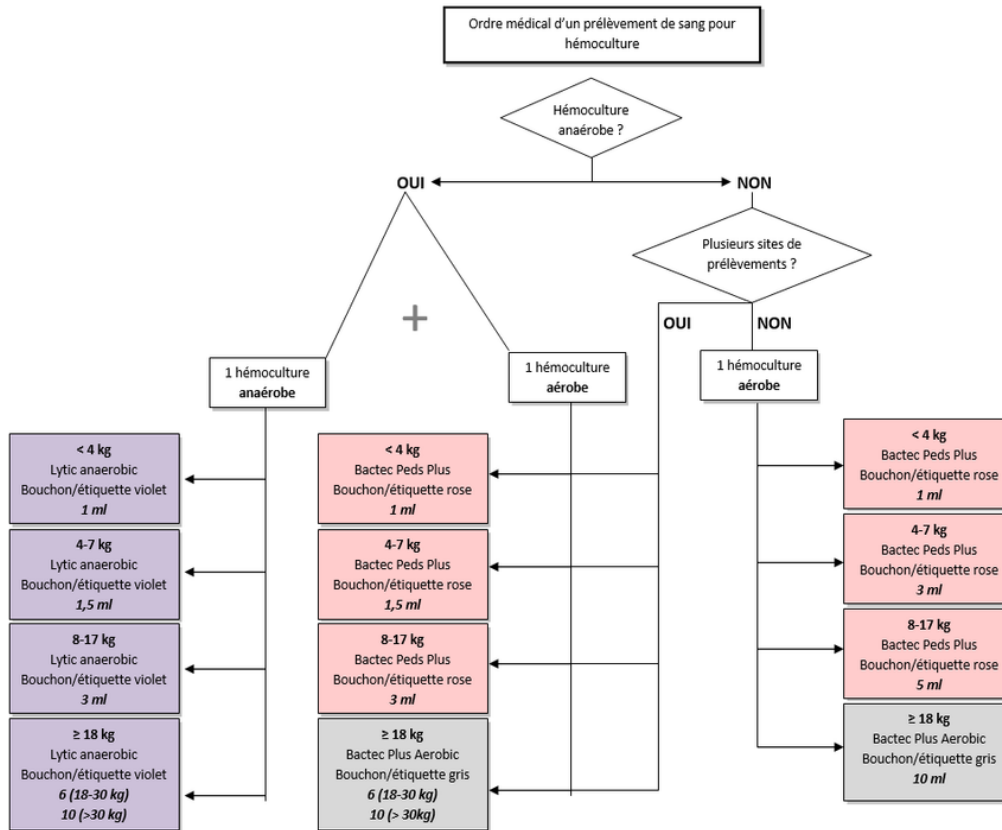 Ordre médical d'un prélèvement de sang pour
hémoculture
Hémoculture
anaérobe ?
OUI
NON
Plusieurs sites de
prélèvements ?
+
OUI
NON
1 hémoculture
anaérobe
1 hémoculture
aérobe
1 hémoculture
aérobe
< 4 kg
Lytic anaerobic
Bouchon/étiquette violet
1 ml
4-7 kg
Lytic anaerobic
Bouchon/étiquette violet
1,5 ml
8-17 kg
Lytic anaerobic
Bouchon/étiquette violet
3 ml
≥ 18 kg
Lytic anaerobic
Bouchon/étiquette violet
6 (18-30 kg)
10 (>30 kg)
< 4 kg
Bactec Peds Plus
Bouchon/étiquette rose
1 ml
4-7 kg
Bactec Peds Plus
Bouchon/étiquette rose
1,5 ml
8-17 kg
Bactec Peds Plus
Bouchon/étiquette rose
3 ml
≥ 18 kg
Bactec Plus Aerobic
Bouchon/étiquette gris
6 (18-30 kg)
10 (> 30kg)
< 4 kg
Bactec Peds Plus
Bouchon/étiquette rose
1 ml
4-7 kg
Bactec Peds Plus
Bouchon/étiquette rose
3 ml
8-17 kg
Bactec Peds Plus
Bouchon/étiquette rose
5 ml
≥ 18 kg
Bactec Plus Aerobic
Bouchon/étiquette gris
10 ml